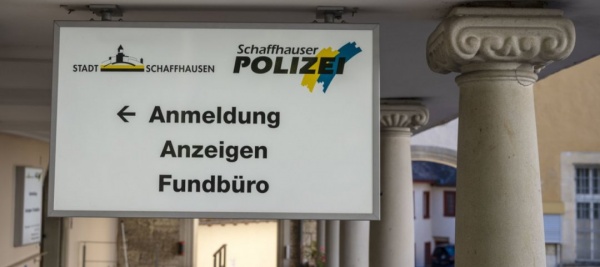 STADT SCHAFFHAUSEN
Schaffhauser
POLIZEI
← Anmeldung
Anzeigen
Fundbüro